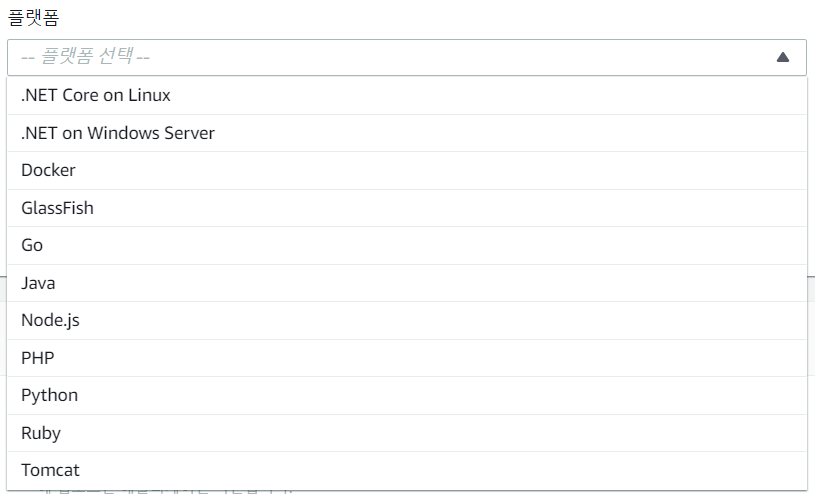 플랫폼
-- 플랫폼 선택 --
.NET Core on Linux
.NET on Windows Server
Docker
GlassFish
Go
Java
Node.js
PHP
Python
Ruby
Tomcat